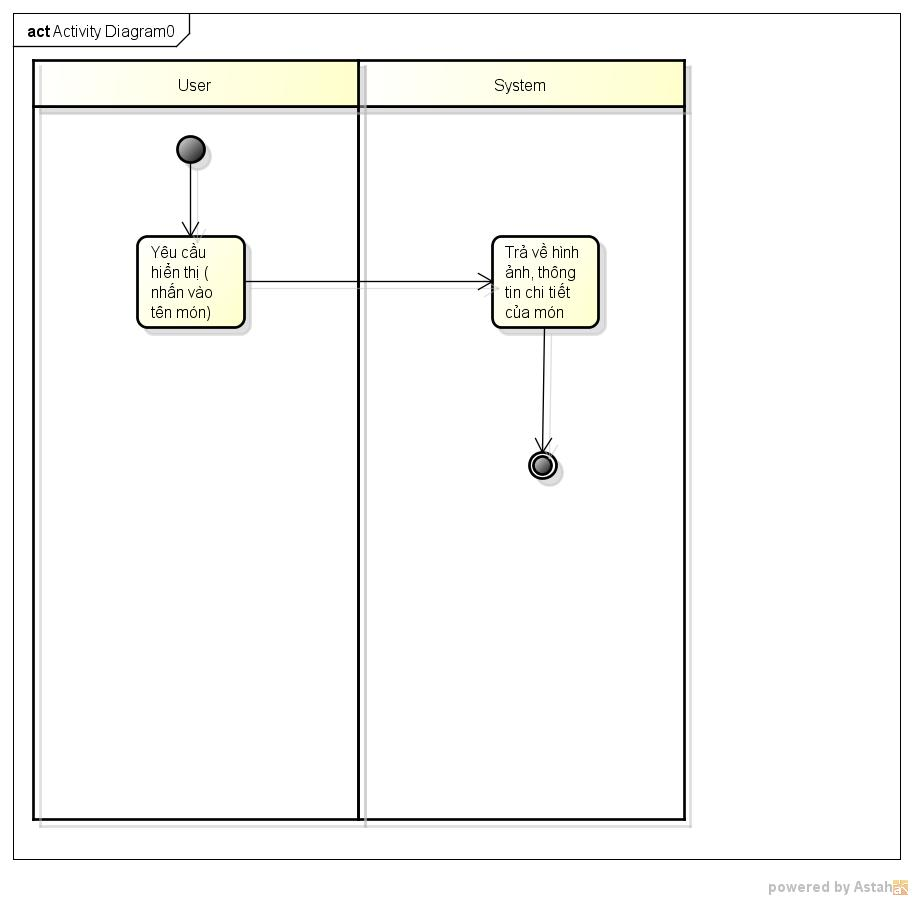 act Activity Diagram0
User
System
Yêu cầu
hiển thị (
nhấn vào
tên món)
Trả về hình
ảnh, thông
tin chi tiết
của món
powered by Astah